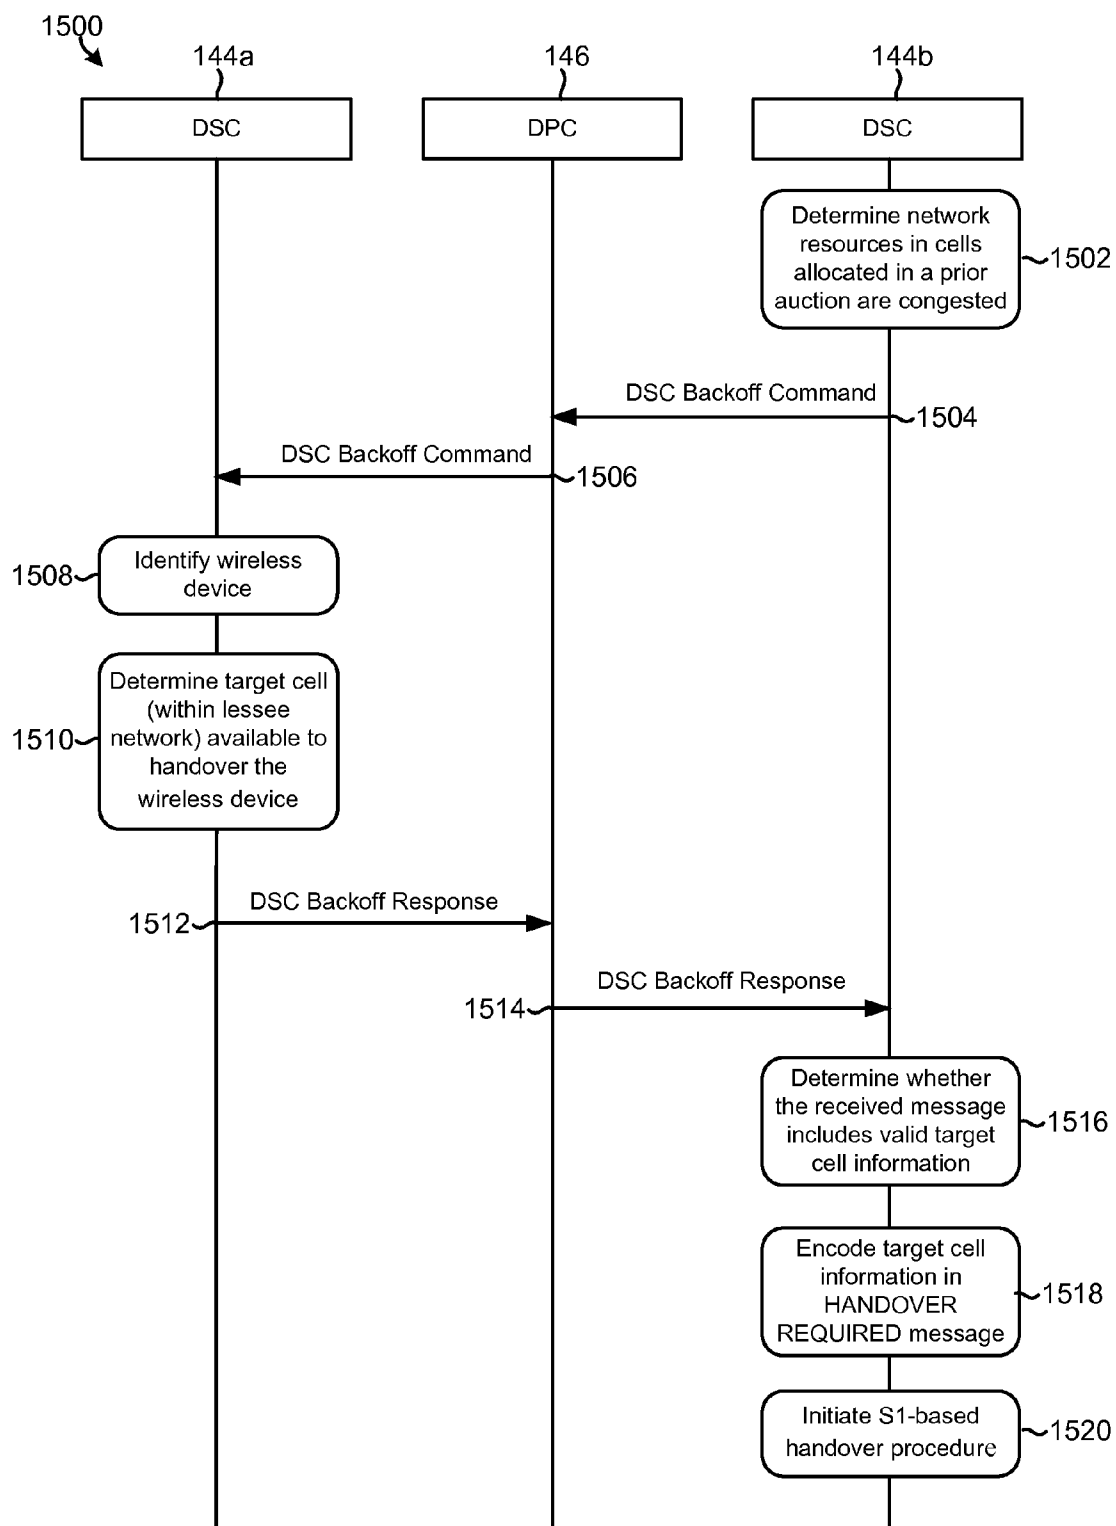 1500
144a
146
144b
DSC
DPC
DSC
Determine network
resources in cells
allocated in a prior
auction are congested
1502
DSC Backoff Command
1504
DSC Backoff Command
1506
Identify wireless
device
1508
Determine target cell
(within lessee
network) available to
handover the
wireless device
1510
DSC Backoff Response
1512
DSC Backoff Response
1514
Determine whether
the received message
includes valid target
cell information
1516
Encode target cell
information in
HANDOVER
REQUIRED message
1518
Initiate S1-based
handover procedure
1520